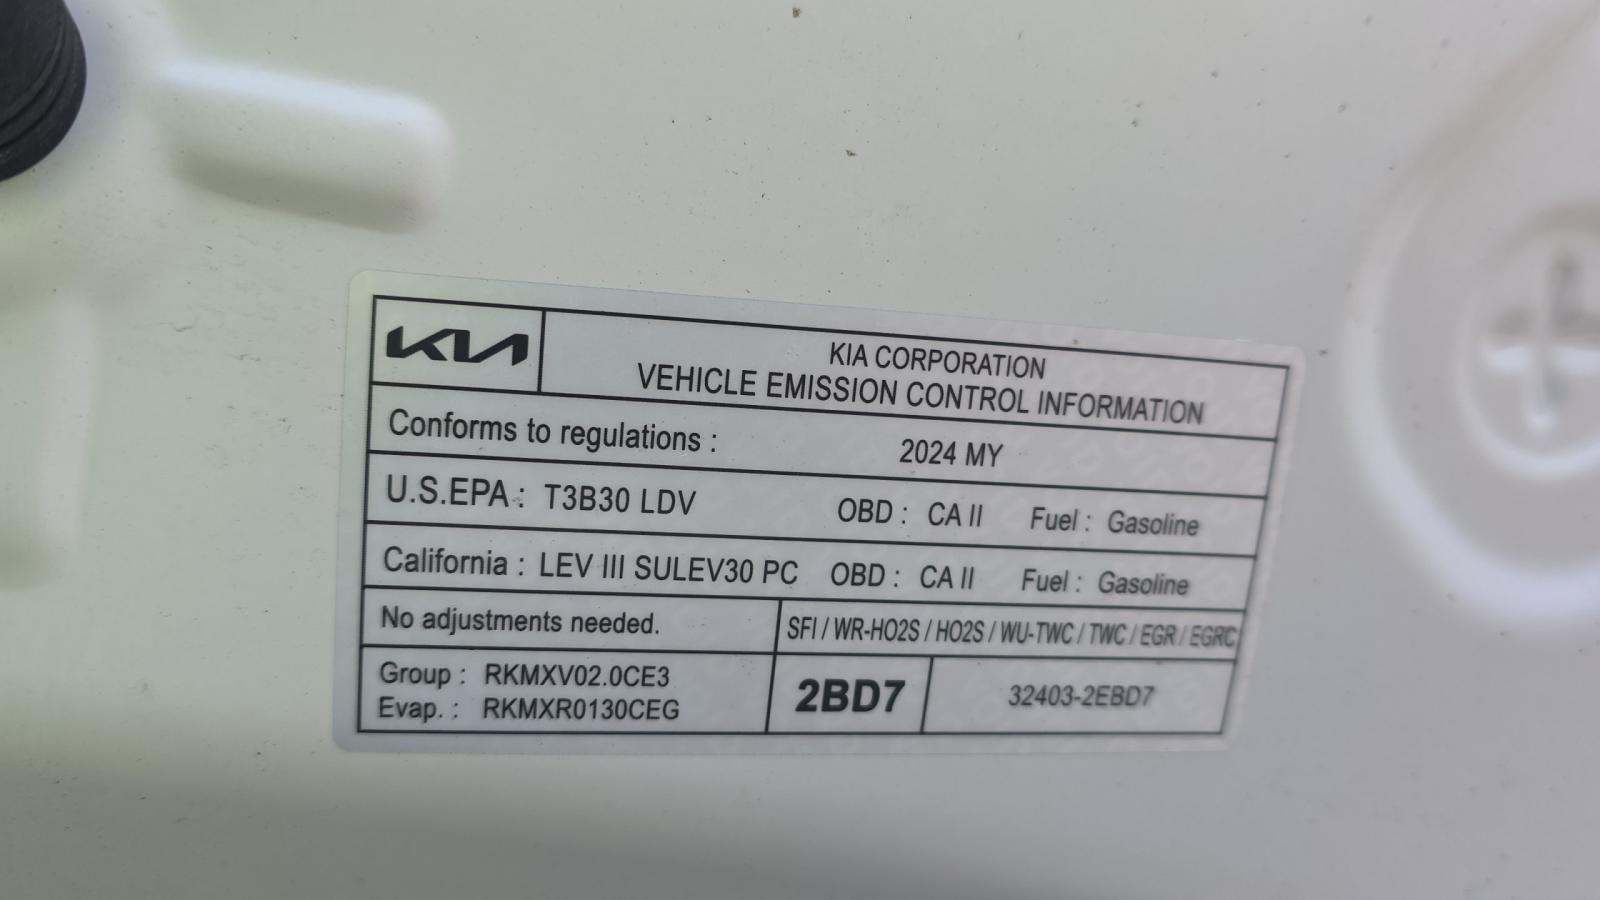 KIA
KIA CORPORATION
VEHICLE EMISSION CONTROL INFORMATION
Conforms to regulations : 2024 MY
U.S.EPA : T3B30 LDV OBD : CA II Fuel : Gasoline
California : LEV III SULEV30 PC OBD : CA II Fuel : Gasoline
No adjustments needed. SFI / WR-HO2S / HO2S / WU-TWC / TWC / EGR / EGRC
Group : RKMXV02.0CE3
Evap. : RKMXR0130CEG
2BD7 32403-2EBD7